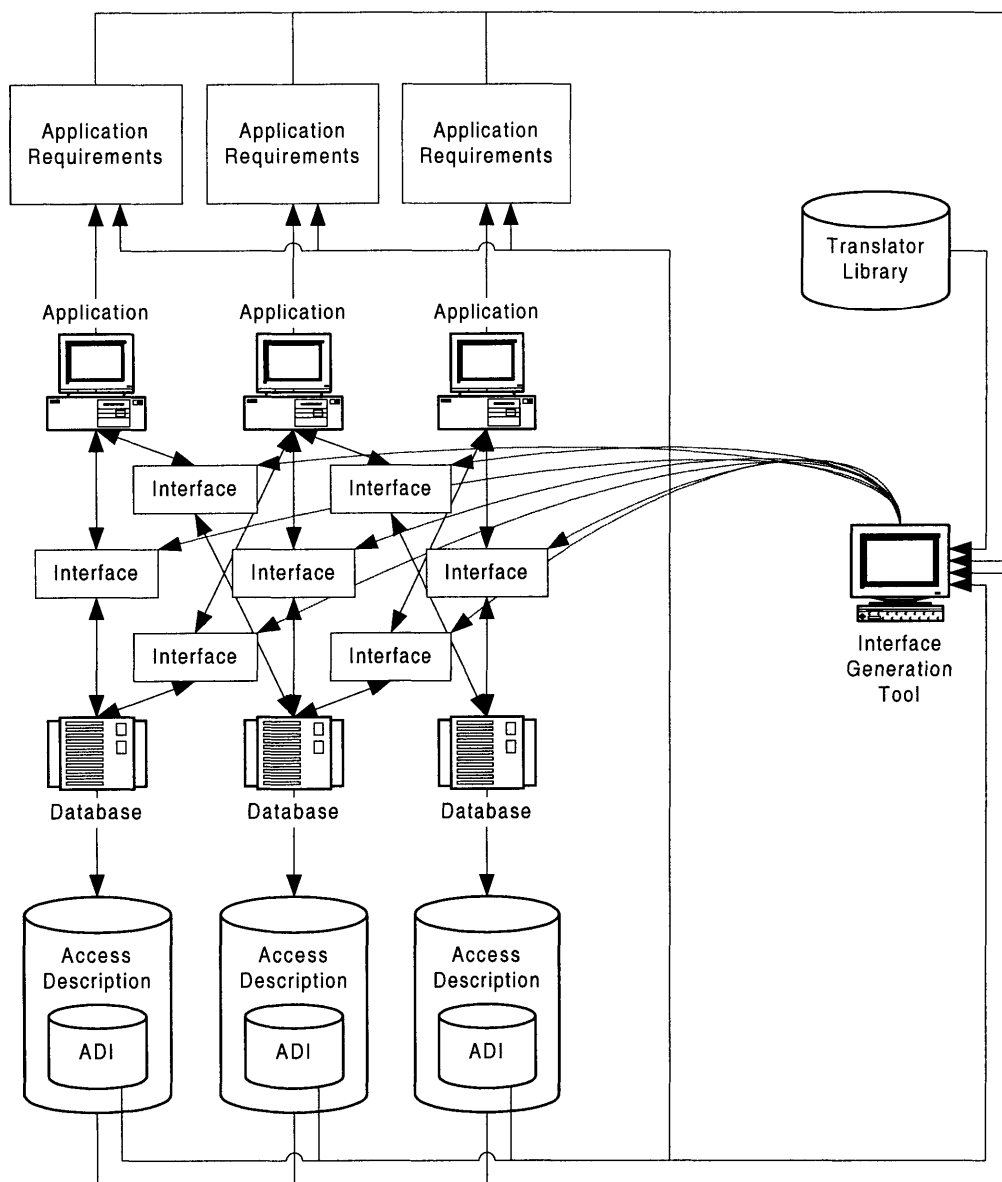 Application
Requirements
Application
Requirements
Application
Requirements
Translator
Library
Application
Application
Application
Interface
Interface
Interface
Interface
Interface
Interface
Interface
Interface
Generation
Tool
Database
Database
Database
Access
Description
Access
Description
Access
Description
ADI
ADI
ADI